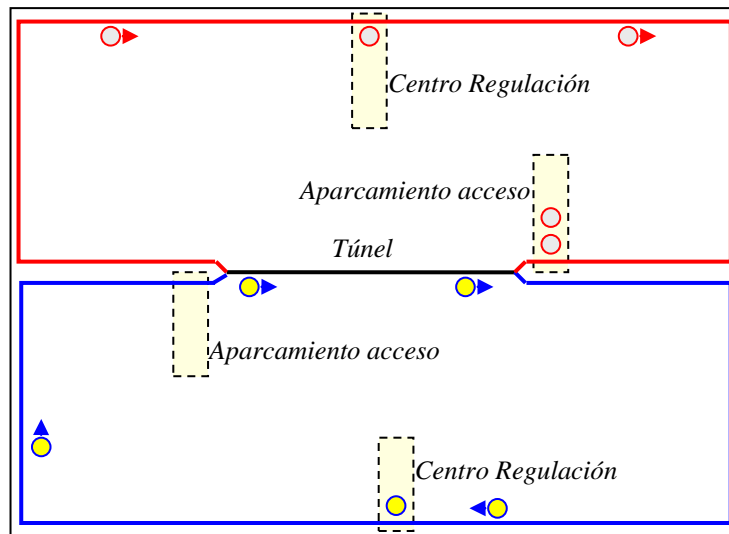 Centro Regulación
Aparcamiento acceso
Túnel
Aparcamiento acceso
Centro Regulación